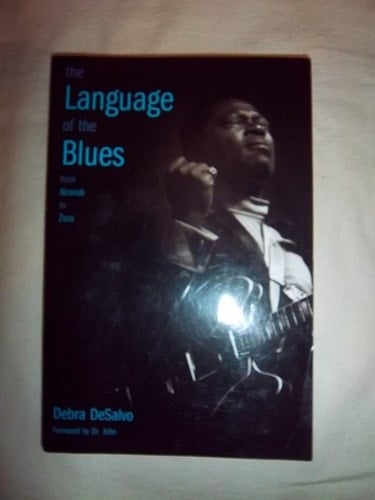 the
Language
of the
Blues
from
Alcorub
to
Zuzu
Debra DeSalvo
Foreword by Dr. John